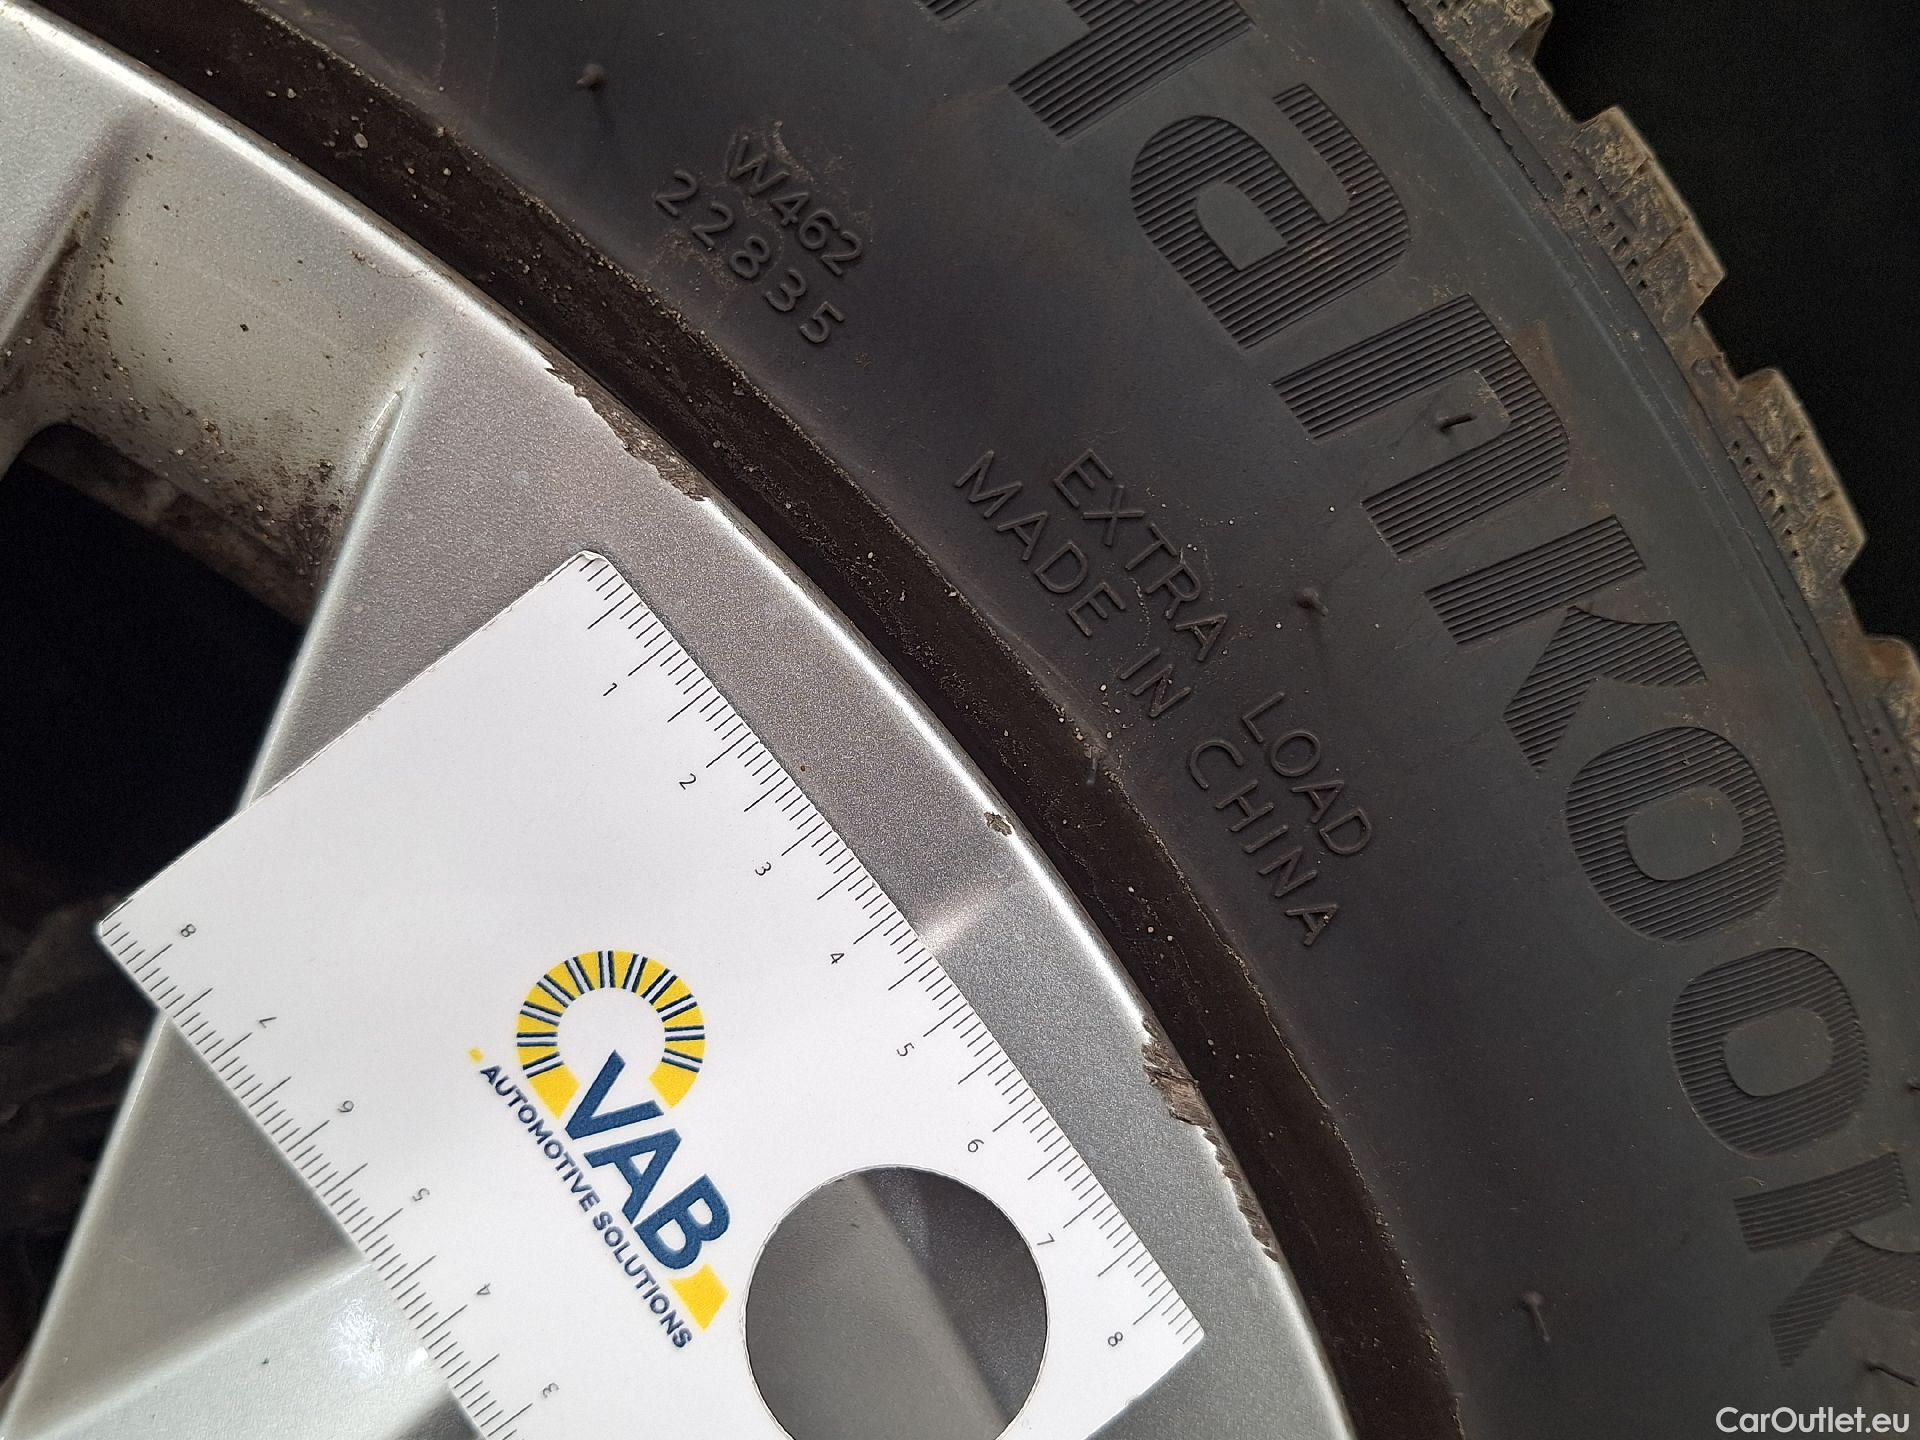 hankook
W462
22835
EXTRA LOAD
MADE IN CHINA
1
2
3
4
5
6
7
8
8
7
6
5
4
3
VAB
AUTOMOTIVE SOLUTIONS
CarOutlet.eu